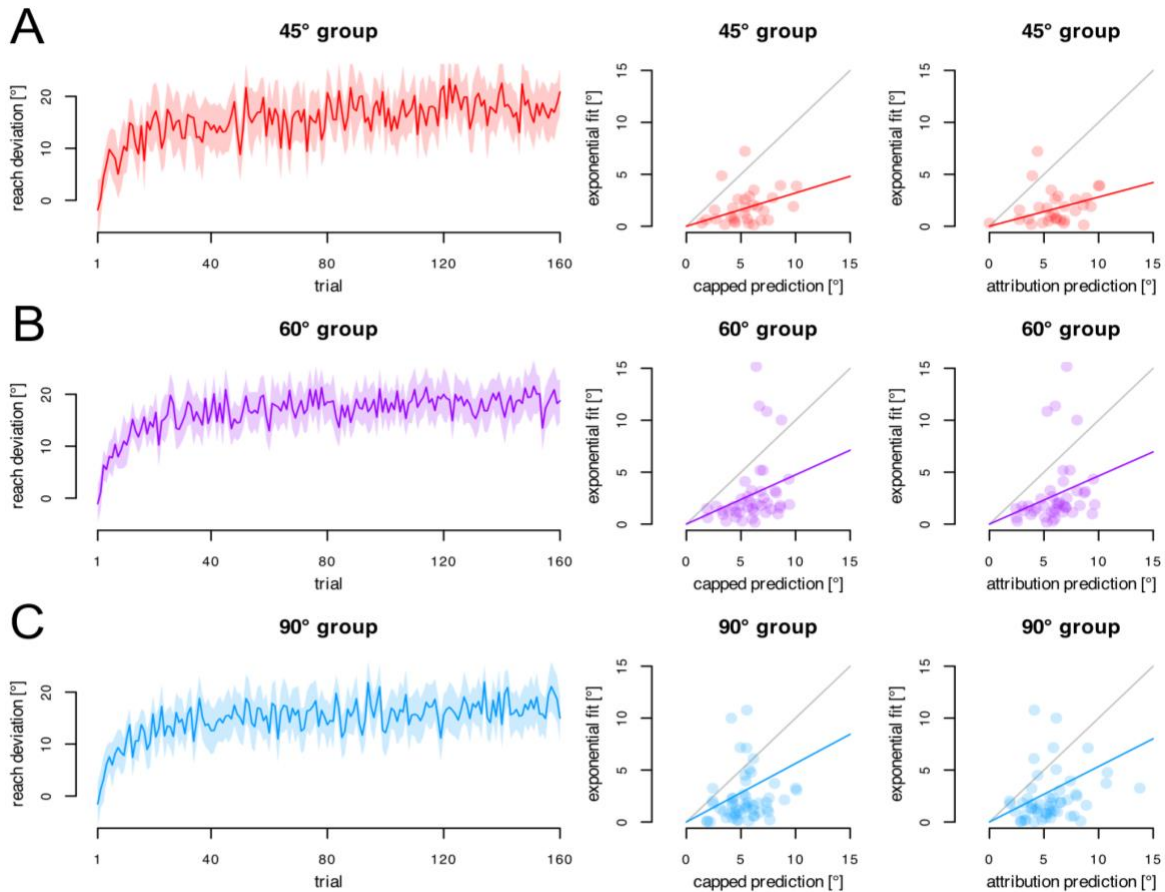 A
45° group
45° group
45° group
reach deviation [°]
0
10
20
1
40
80
120
160
trial
exponential fit [°]
0
5
10
15
0
5
10
15
capped prediction [°]
exponential fit [°]
0
5
10
15
0
5
10
15
attribution prediction [°]
B
60° group
60° group
60° group
reach deviation [°]
0
10
20
1
40
80
120
160
trial
exponential fit [°]
0
5
10
15
0
5
10
15
capped prediction [°]
exponential fit [°]
0
5
10
15
0
5
10
15
attribution prediction [°]
C
90° group
90° group
90° group
reach deviation [°]
0
10
20
1
40
80
120
160
trial
exponential fit [°]
0
5
10
15
0
5
10
15
capped prediction [°]
exponential fit [°]
0
5
10
15
0
5
10
15
attribution prediction [°]